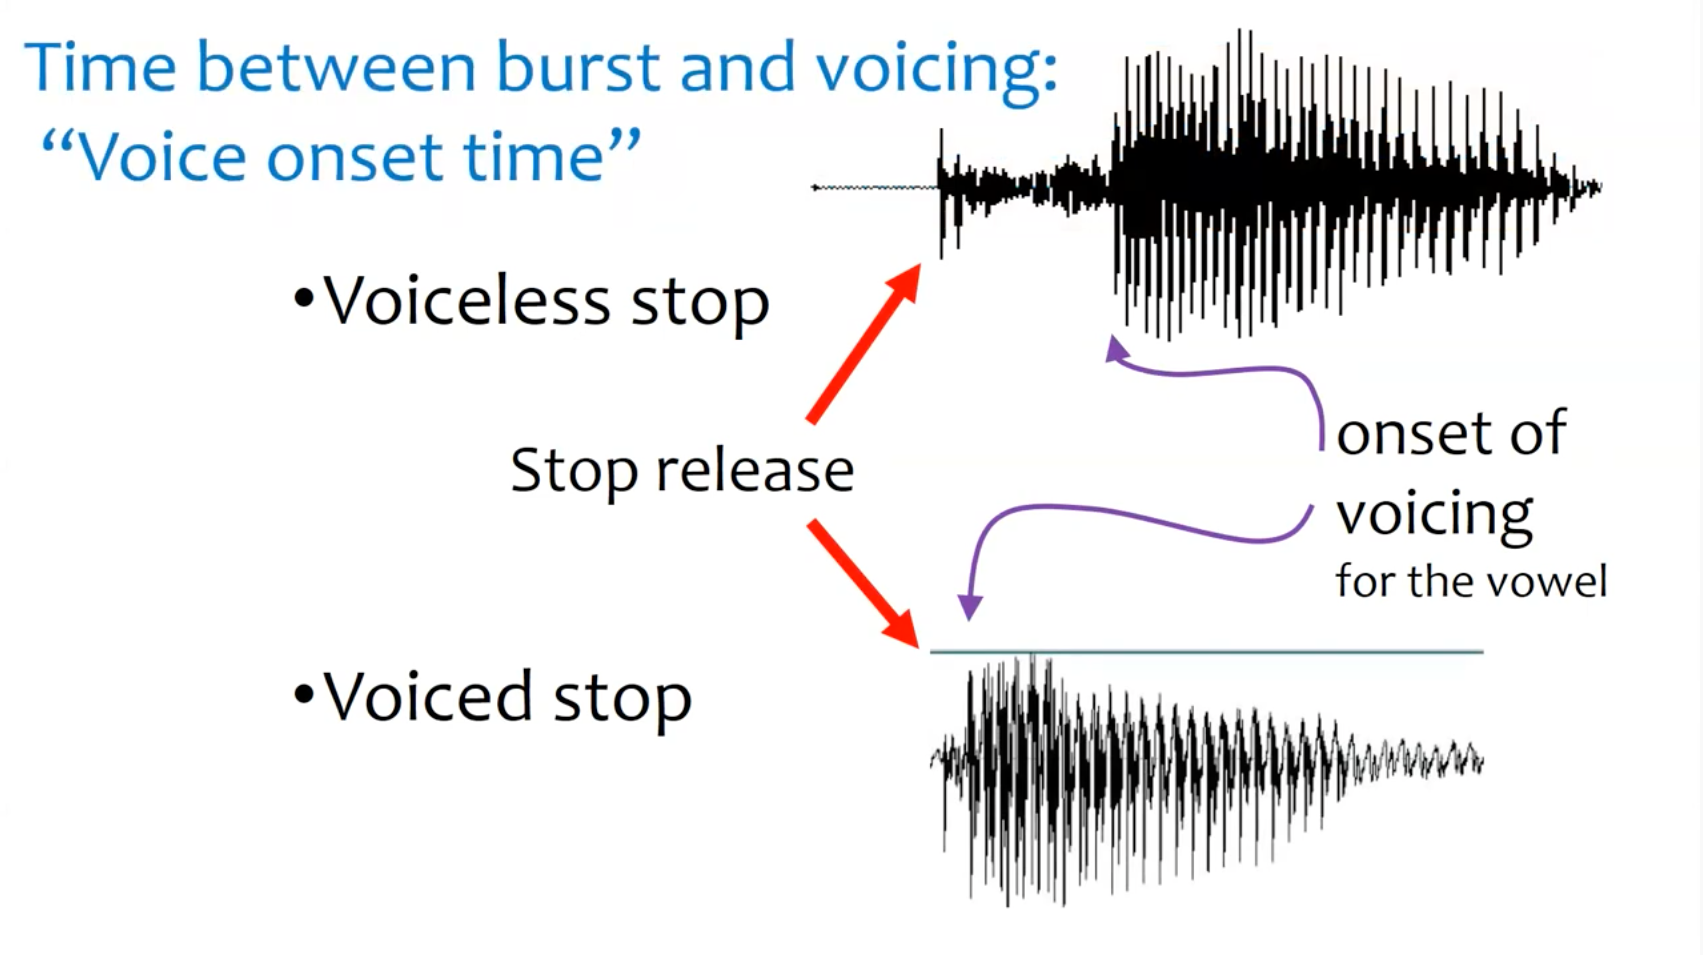 Time between burst and voicing:
“Voice onset time”
•Voiceless stop
Stop release
onset of
voicing
for the vowel
•Voiced stop